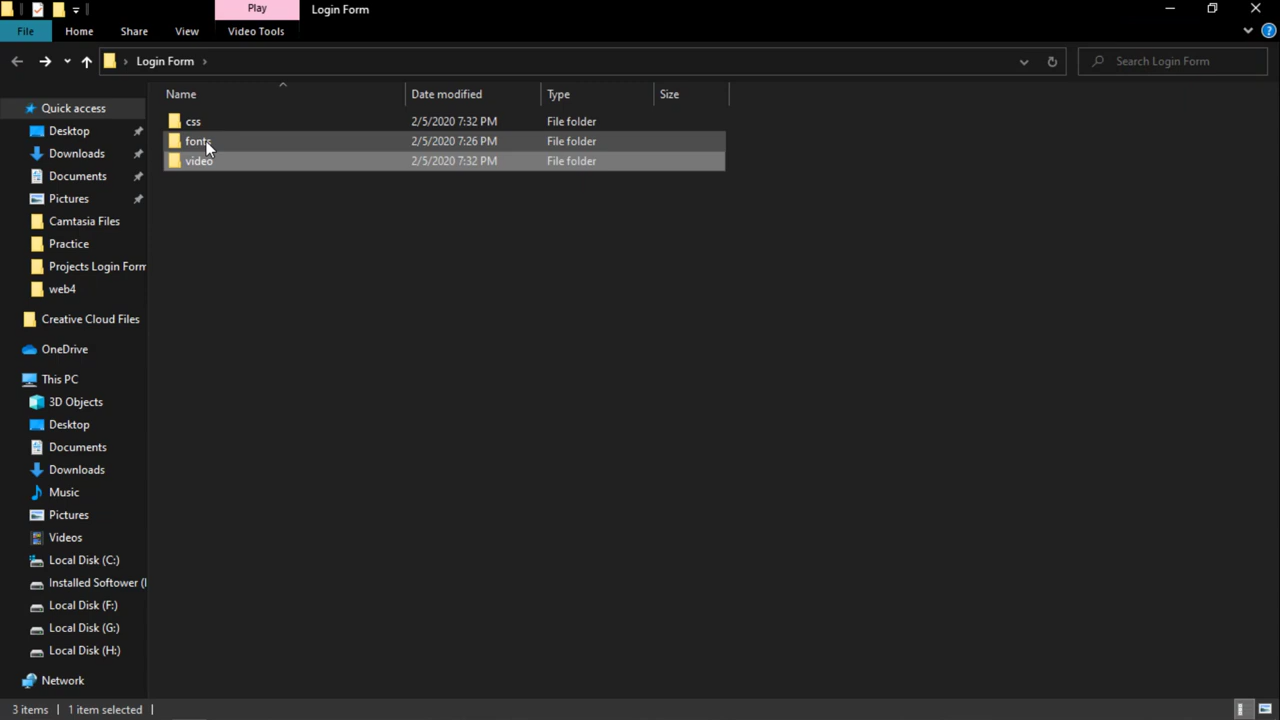 Play
Login Form
File
Home
Share
View
Video Tools
Login Form
Search Login Form
Name
Date modified
Type
Size
css
2/5/2020 7:32 PM
File folder
fonts
2/5/2020 7:26 PM
File folder
video
2/5/2020 7:32 PM
File folder
Quick access
Desktop
Downloads
Documents
Pictures
Camtasia Files
Practice
Projects Login Form
web4
Creative Cloud Files
OneDrive
This PC
3D Objects
Desktop
Documents
Downloads
Music
Pictures
Videos
Local Disk (C:)
Installed Softower (
Local Disk (F:)
Local Disk (G:)
Local Disk (H:)
Network
3 items
1 item selected